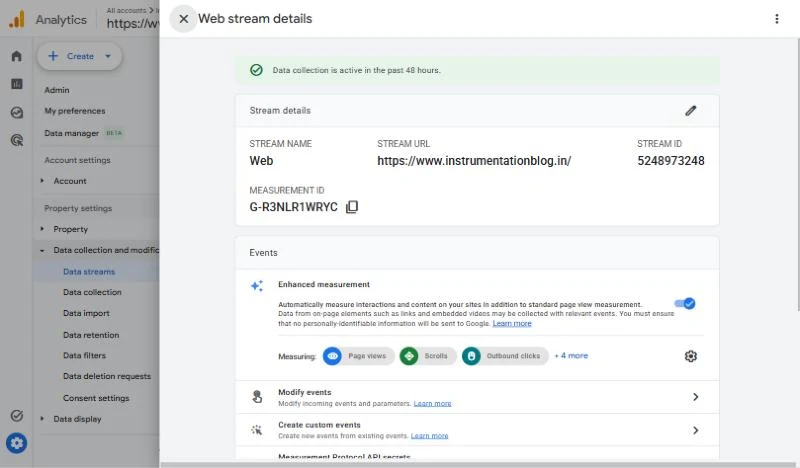 Analytics
All accounts > I
https://w
Web stream details
Create
Admin
My preferences
Data manager BETA
Account settings
Account
Property settings
Property
Data collection and modific
Data streams
Data collection
Data import
Data retention
Data filters
Data deletion requests
Consent settings
Data display
Data collection is active in the past 48 hours.
Stream details
STREAM NAME STREAM URL STREAM ID
Web https://www.instrumentationblog.in/ 5248973248
MEASUREMENT ID
G-R3NLR1WRYC
Events
Enhanced measurement
Automatically measure interactions and content on your sites in addition to standard page view measurement.
Data from on-page elements such as links and embedded videos may be collected with relevant events. You must ensure
that no personally-identifiable information will be sent to Google. Learn more
Measuring: Page views Scrolls Outbound clicks + 4 more
Modify events
Modify incoming events and parameters. Learn more
Create custom events
Create new events from existing events. Learn more
Measurement Protocol API secrets